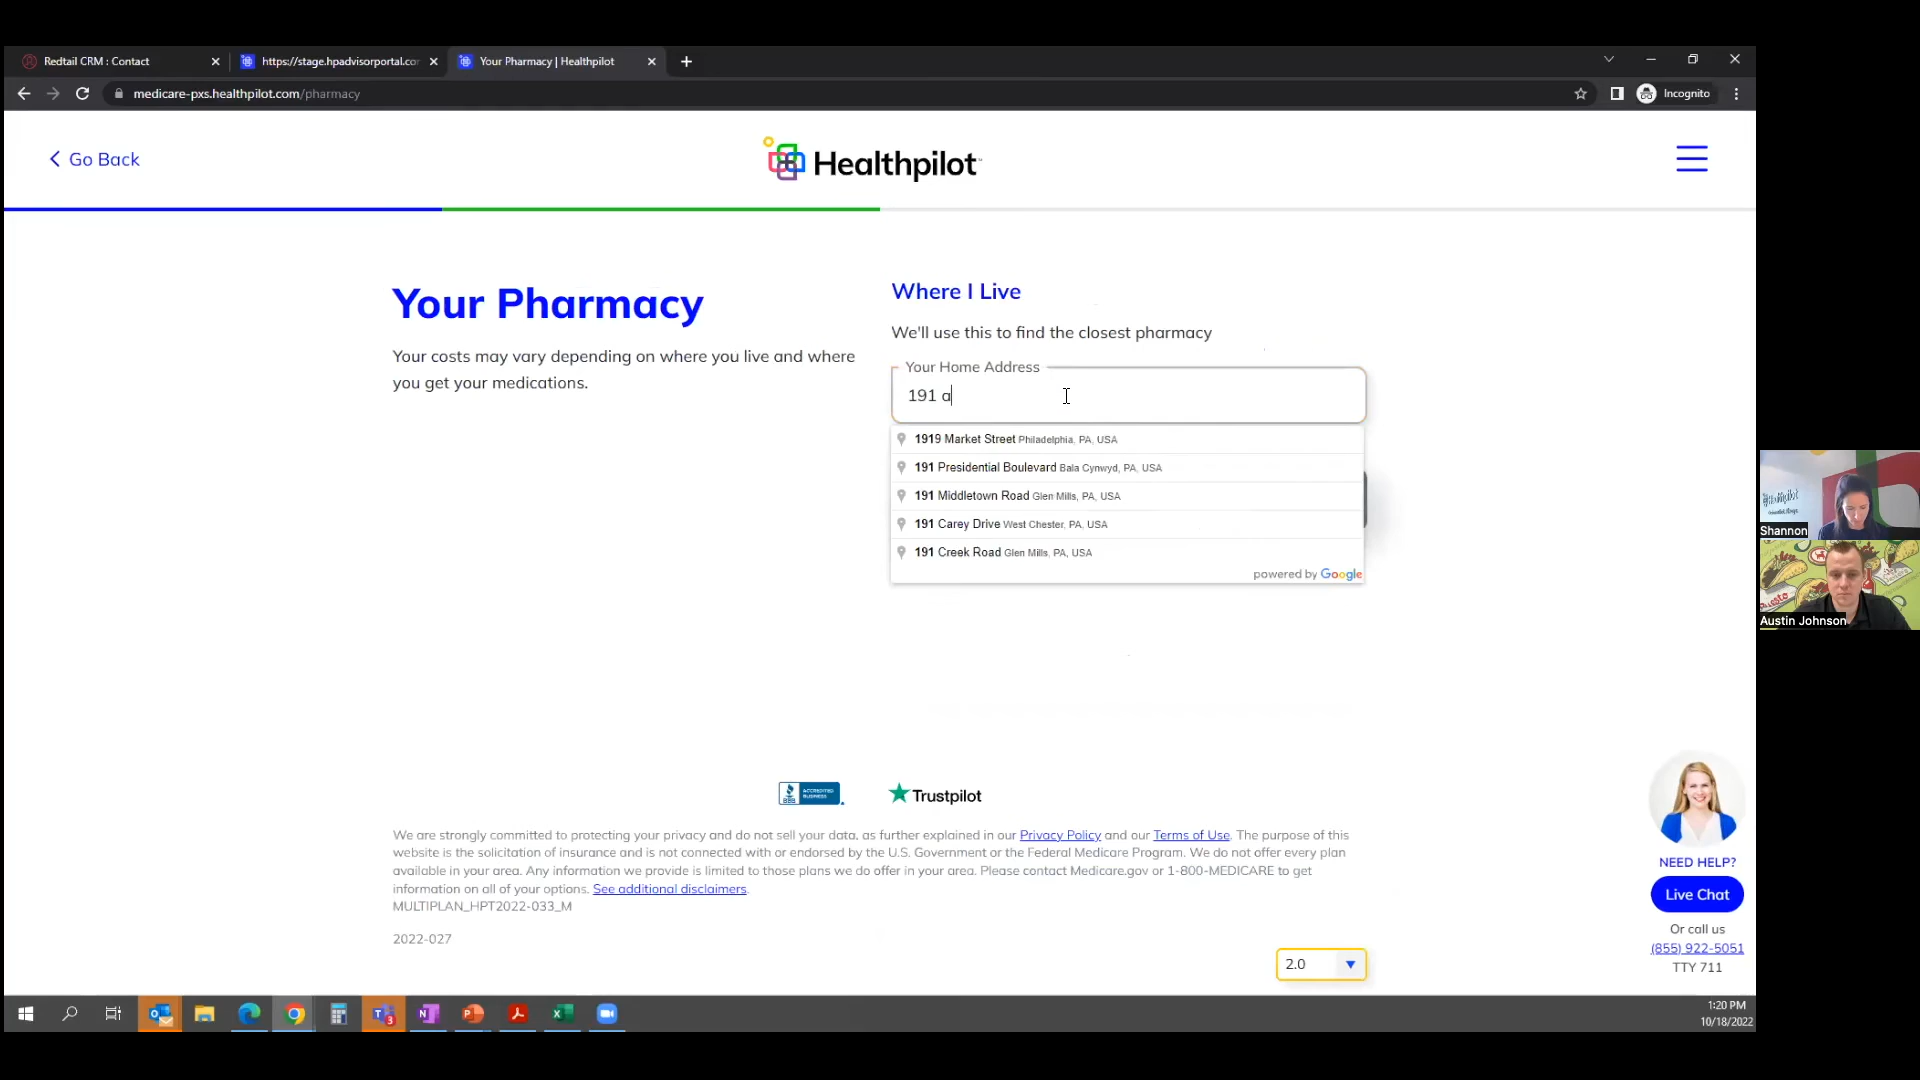 Redtail CRM : Contact
https://stage.hpadvisorportal.co
Your Pharmacy | Healthpilot
medicare-pxs.healthpilot.com/pharmacy
Incognito
Go Back
Healthpilot
Your Pharmacy
Your costs may vary depending on where you live and where
you get your medications.
Where I Live
We'll use this to find the closest pharmacy
Your Home Address
191 a
1919 Market Street Philadelphia, PA, USA
191 Presidential Boulevard Bala Cynwyd, PA, USA
191 Middletown Road Glen Mills, PA, USA
191 Carey Drive West Chester, PA, USA
191 Creek Road Glen Mills, PA, USA
powered by Google
Shannon
Austin Johnson
BBB ACCREDITED BUSINESS
Trustpilot
We are strongly committed to protecting your privacy and do not sell your data, as further explained in our Privacy Policy and our Terms of Use. The purpose of this
website is the solicitation of insurance and is not connected with or endorsed by the U.S. Government or the Federal Medicare Program. We do not offer every plan
available in your area. Any information we provide is limited to those plans we do offer in your area. Please contact Medicare.gov or 1-800-MEDICARE to get
information on all of your options. See additional disclaimers.
MULTIPLAN_HPT2022-033_M
2022-027
2.0
NEED HELP?
Live Chat
Or call us
(855) 922-5051
TTY 711
1:20 PM
10/18/2022